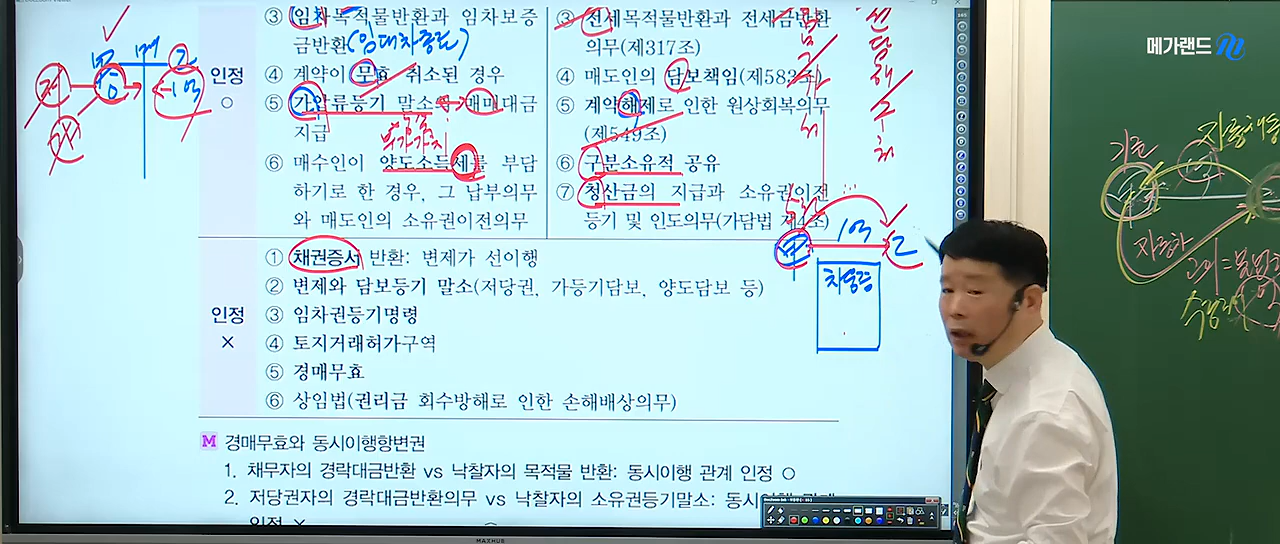 ③ 임차목적물반환과 임차보증
금반환(임대차종료)
인정
○
④ 계약이 무효 취소된 경우
⑤ 가압류등기 말소 매매대금
지급
⑥ 매수인이 양도소득세를 부담
하기로 한 경우, 그 납부의무
와 매도인의 소유권이전의무
③ 전세목적물반환과 전세금반환
의무(제317조)
④ 매도인의 담보책임(제583조)
⑤ 계약해제로 인한 원상회복의무
(제549조)
⑥ 구분소유적 공유
⑦ 청산금의 지급과 소유권이전
등기 및 인도의무(가담법 제4조)
인정
×
① 채권증서 반환: 변제가 선이행
② 변제와 담보등기 말소(저당권, 가등기담보, 양도담보 등)
③ 임차권등기명령
④ 토지거래허가구역
⑤ 경매무효
⑥ 상임법(권리금 회수방해로 인한 손해배상의무)
M 경매무효와 동시이행항변권
1. 채무자의 경락대금반환 vs 낙찰자의 목적물 반환: 동시이행 관계 인정 ○
2. 저당권자의 경락대금반환의무 vs 낙찰자의 소유권등기말소: 동시이행 관계
인정 ×
甲
1억
乙
차용증
1억
기존
메가랜드
MAXHUB